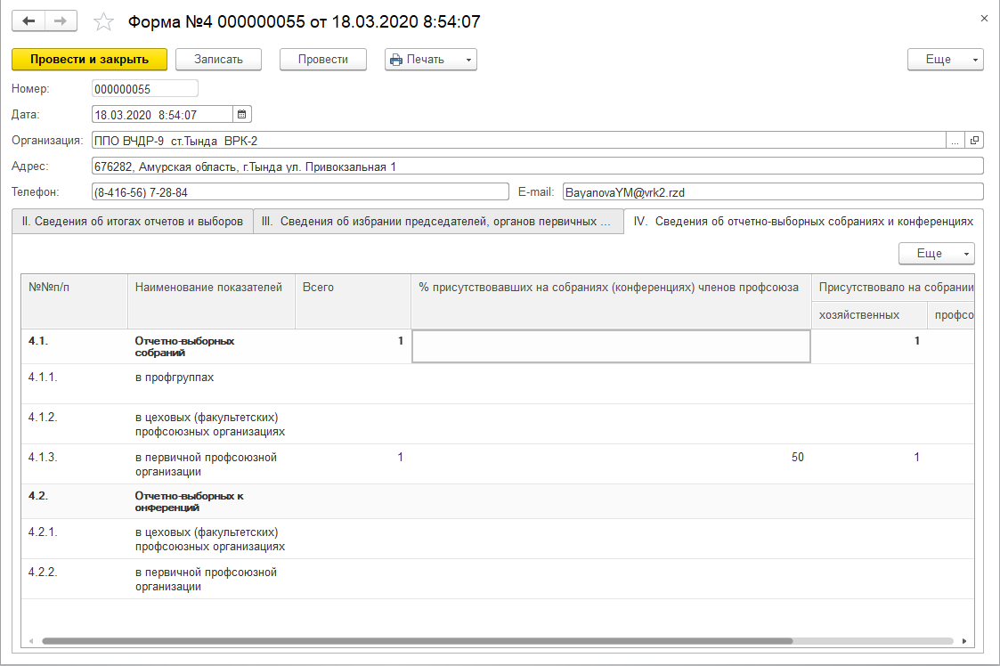 Форма №4 000000055 от 18.03.2020 8:54:07
Провести и закрыть Записать Провести Печать Еще
Номер: 000000055
Дата: 18.03.2020 8:54:07
Организация: ППО ВЧДР-9 ст.Тында ВРК-2 ...
Адрес: 676282, Амурская область, г.Тында ул. Привокзальная 1
Телефон: (8-416-56) 7-28-84 E-mail: BayanovaYM@vrk2.rzd
II. Сведения об итогах отчетов и выборов III. Сведения об избрании председателей, органов первичных ... IV. Сведения об отчетно-выборных собраниях и конференциях
Еще
№№п/п Наименование показателей Всего % присутствовавших на собраниях (конференциях) членов профсоюза Присутствовало на собрании
хозяйственных профсо
4.1. Отчетно-выборных 1 1
собраний
4.1.1. в профгруппах
4.1.2. в цеховых (факультетских)
профсоюзных организациях
4.1.3. в первичной профсоюзной 1 50 1
организации
4.2. Отчетно-выборных к
онференций
4.2.1. в цеховых (факультетских)
профсоюзных организациях
4.2.2. в первичной профсоюзной
организации